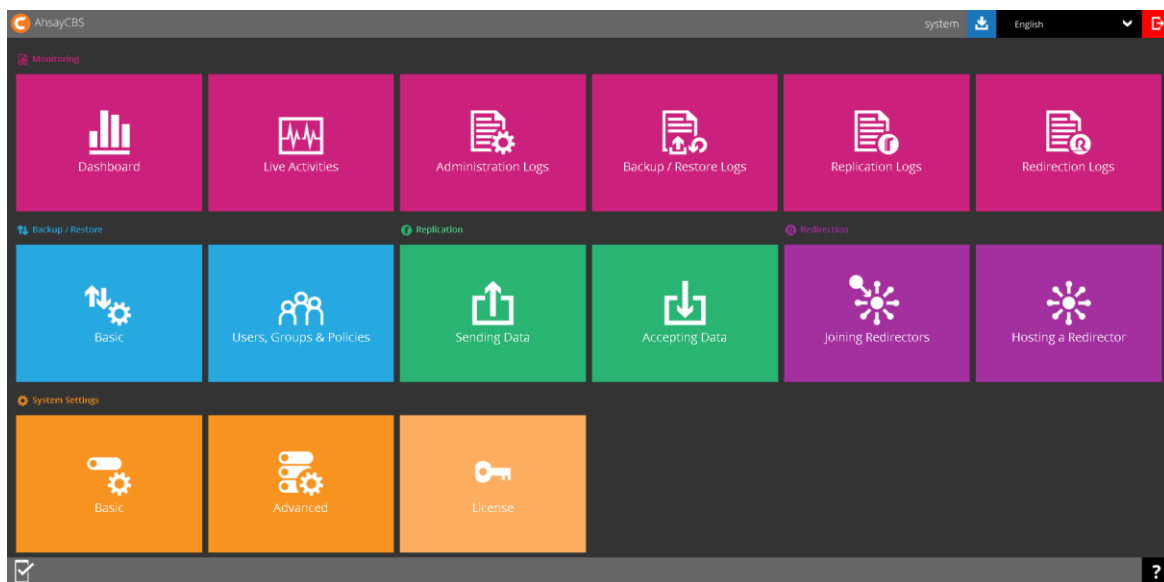 AhsayCBS
system
English
Monitoring
Dashboard
Live Activities
Administration Logs
Backup / Restore Logs
Replication Logs
Redirection Logs
Backup / Restore
Replication
Redirection
Basic
Users, Groups & Policies
Sending Data
Accepting Data
Joining Redirectors
Hosting a Redirector
System Settings
Basic
Advanced
License
?